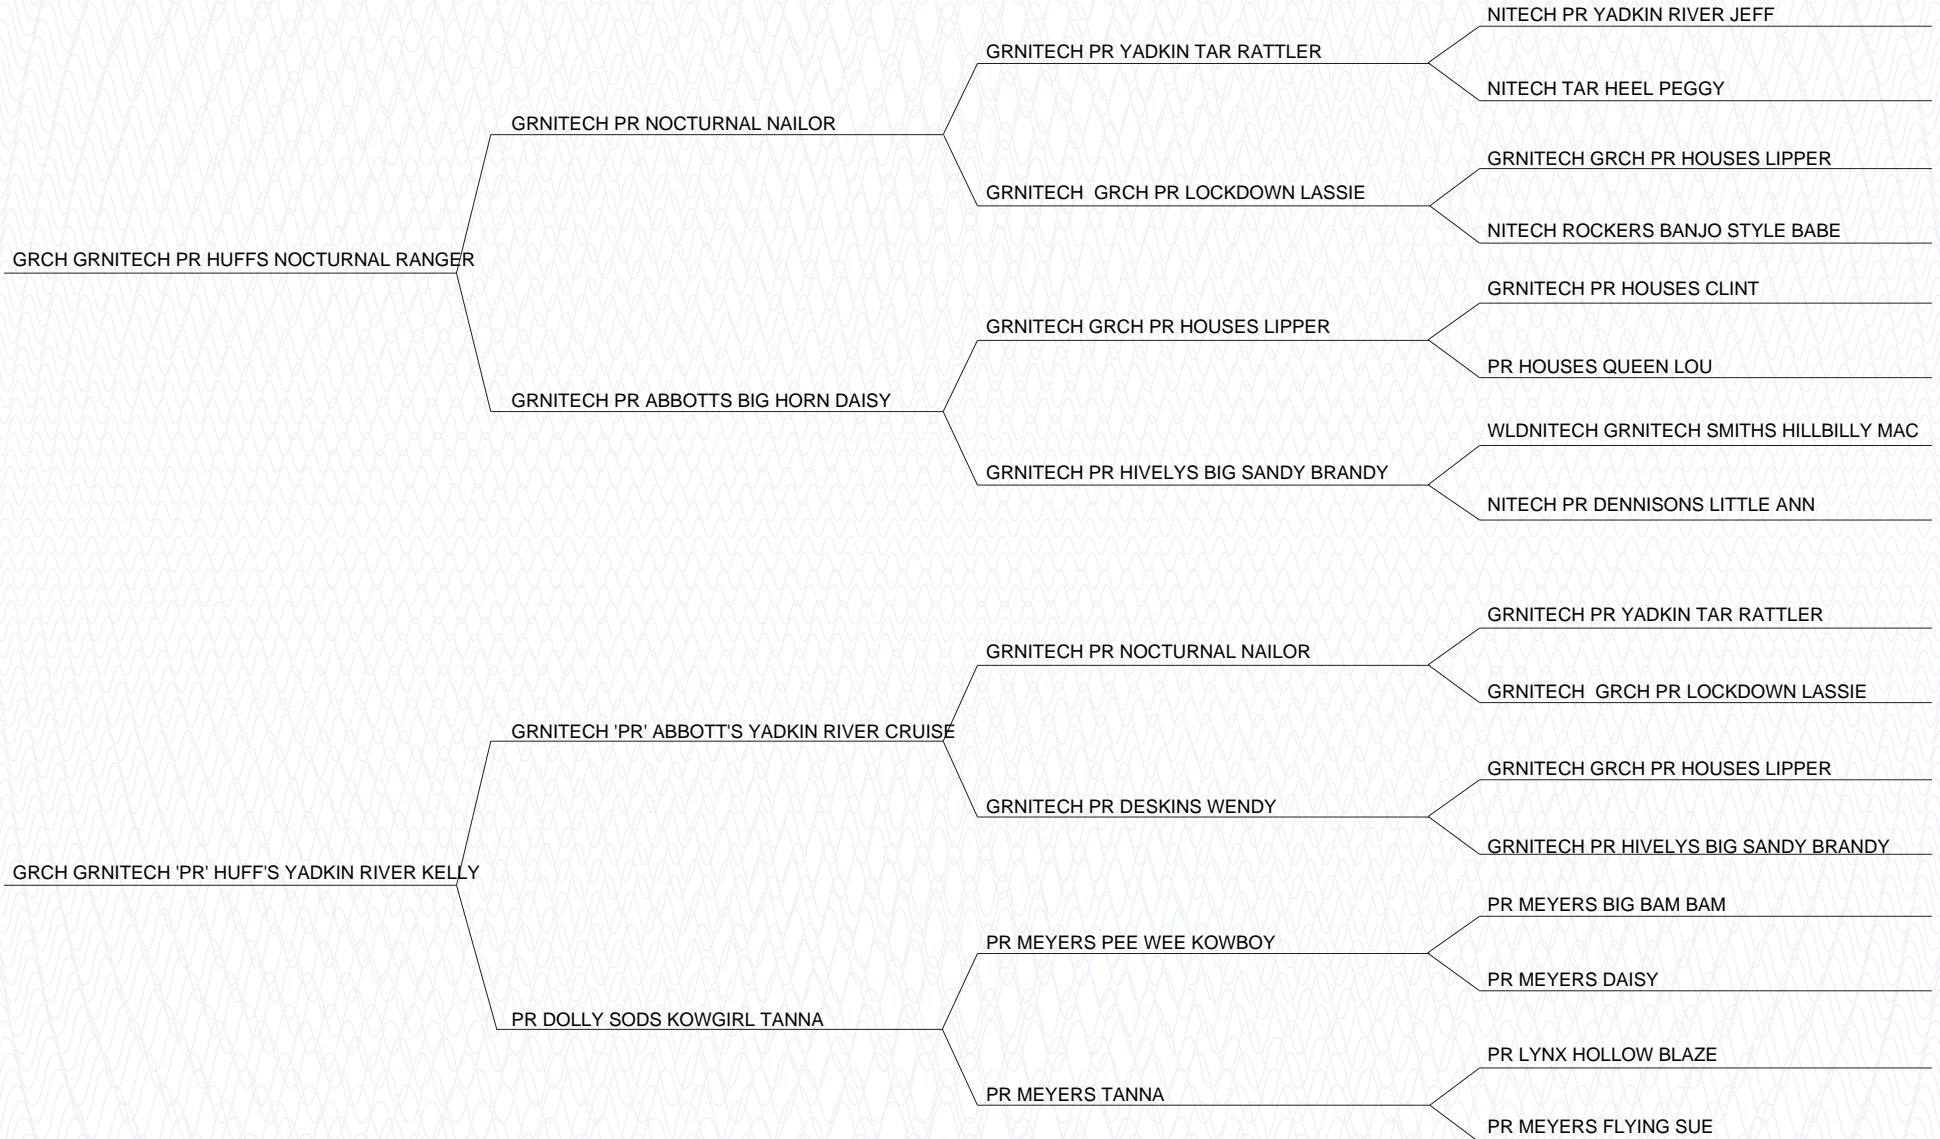 NITECH PR YADKIN RIVER JEFF
GRNITECH PR YADKIN TAR RATTLER
NITECH TAR HEEL PEGGY
GRNITECH PR NOCTURNAL NAILOR
GRNITECH GRCH PR HOUSES LIPPER
GRNITECH  GRCH PR LOCKDOWN LASSIE
NITECH ROCKERS BANJO STYLE BABE
GRCH GRNITECH PR HUFFS NOCTURNAL RANGER
GRNITECH PR HOUSES CLINT
GRNITECH GRCH PR HOUSES LIPPER
PR HOUSES QUEEN LOU
GRNITECH PR ABBOTTS BIG HORN DAISY
WLDNITECH GRNITECH SMITHS HILLBILLY MAC
GRNITECH PR HIVELYS BIG SANDY BRANDY
NITECH PR DENNISONS LITTLE ANN
GRNITECH PR YADKIN TAR RATTLER
GRNITECH PR NOCTURNAL NAILOR
GRNITECH  GRCH PR LOCKDOWN LASSIE
GRNITECH 'PR' ABBOTT'S YADKIN RIVER CRUISE
GRNITECH GRCH PR HOUSES LIPPER
GRNITECH PR DESKINS WENDY
GRNITECH PR HIVELYS BIG SANDY BRANDY
GRCH GRNITECH 'PR' HUFF'S YADKIN RIVER KELLY
PR MEYERS BIG BAM BAM
PR MEYERS PEE WEE KOWBOY
PR MEYERS DAISY
PR DOLLY SODS KOWGIRL TANNA
PR LYNX HOLLOW BLAZE
PR MEYERS TANNA
PR MEYERS FLYING SUE